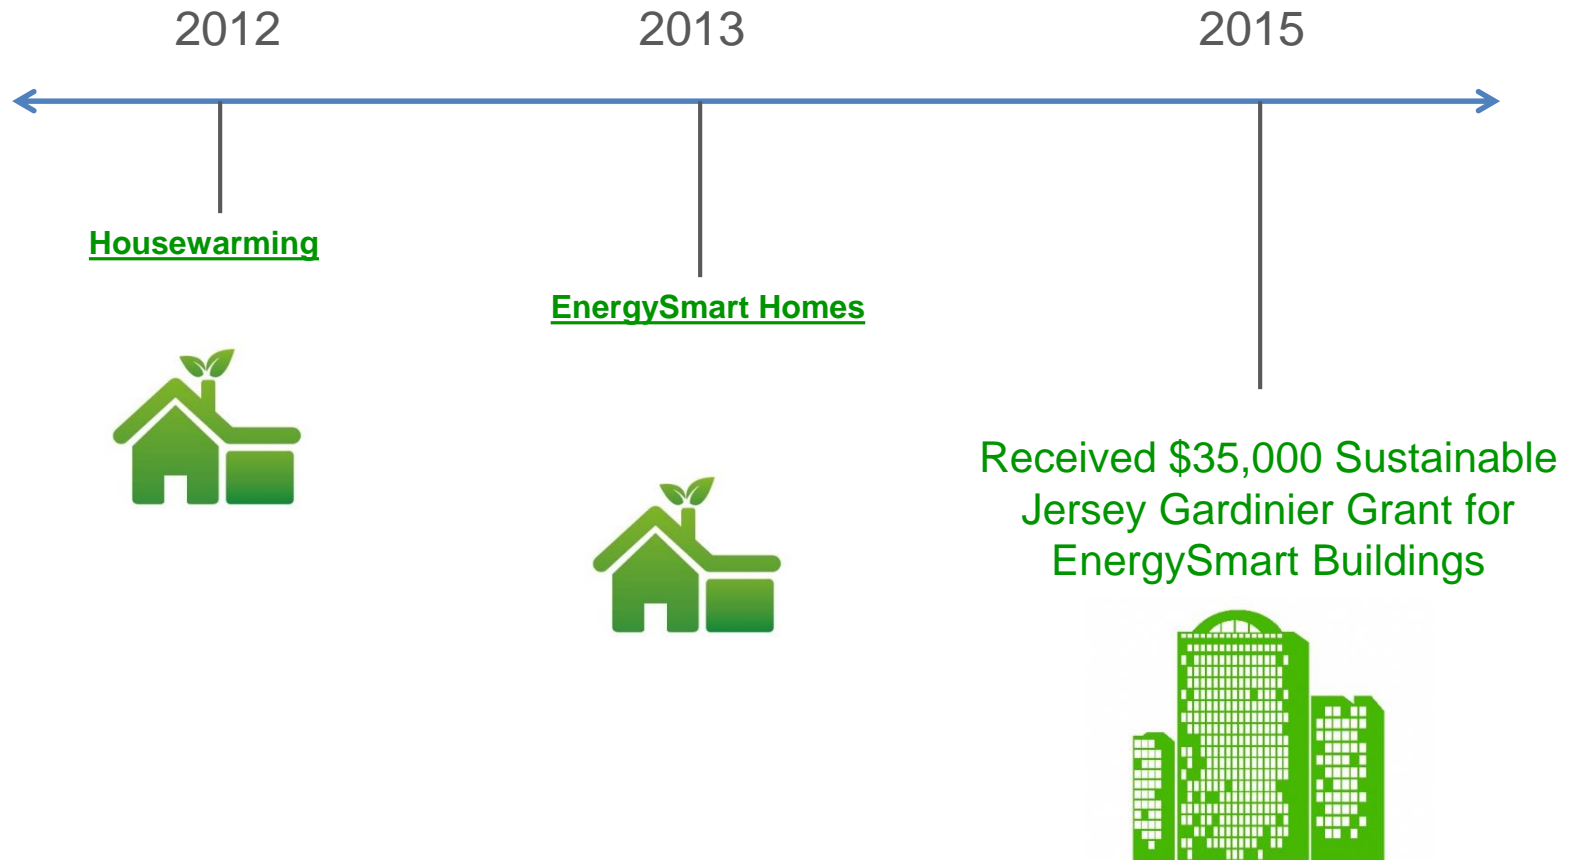 2012
2013
2015
Housewarming
EnergySmart Homes
Received $35,000 Sustainable
Jersey Gardinier Grant for
EnergySmart Buildings